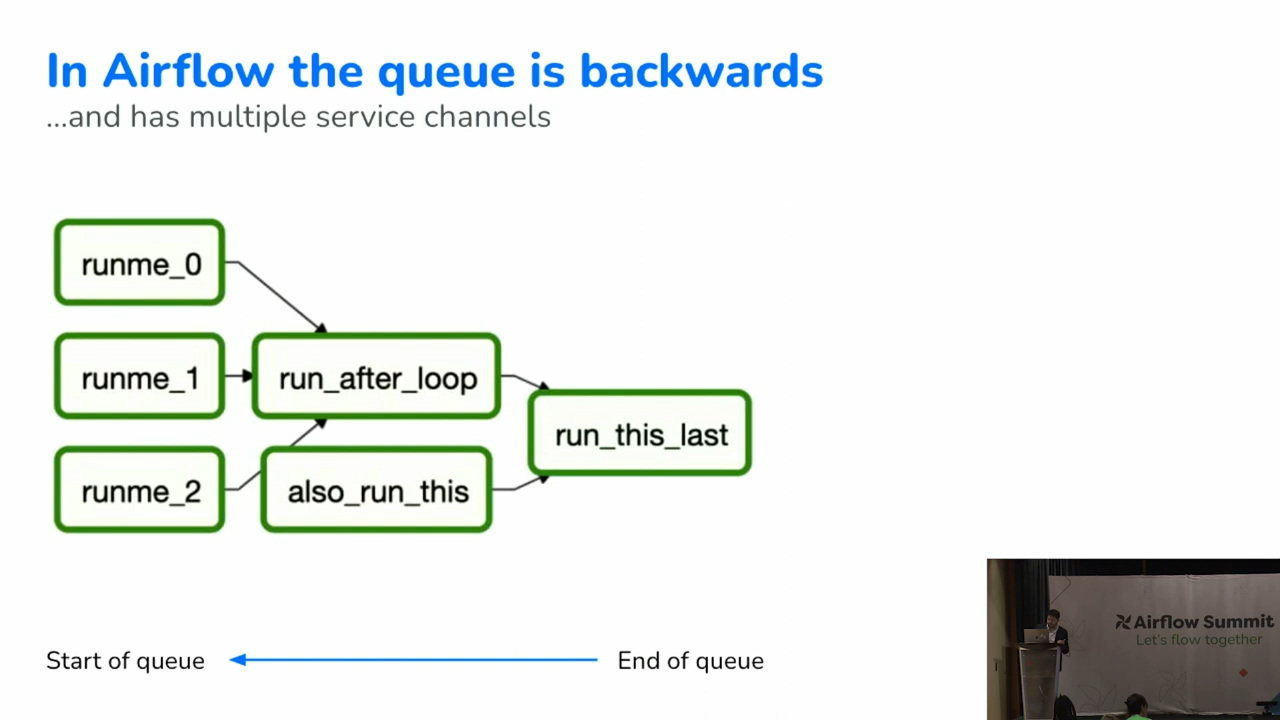 In Airflow the queue is backwards
...and has multiple service channels
runme_0
runme_1
run_after_loop
run_this_last
runme_2
also_run_this
Start of queue
End of queue
Airflow Summit
Let's flow together